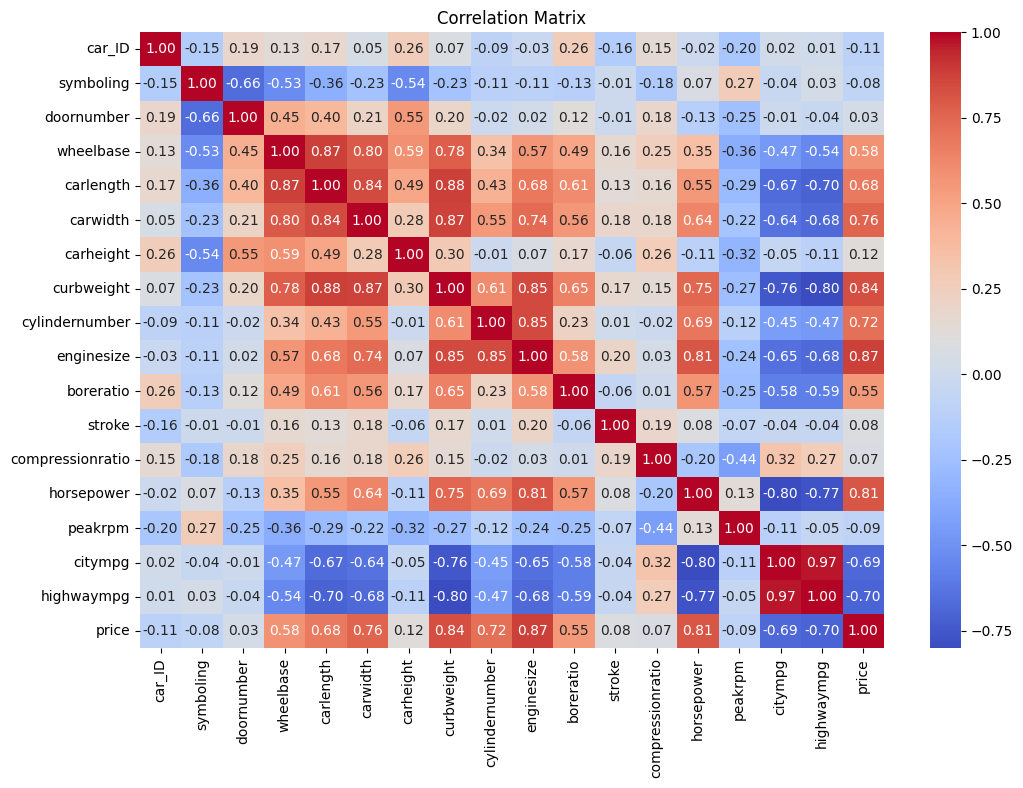 Correlation Matrix
car_ID 1.00 -0.15 0.19 0.13 0.17 0.05 0.26 0.07 -0.09 -0.03 0.26 -0.16 0.15 -0.02 -0.20 0.02 0.01 -0.11
symboling -0.15 1.00 -0.66 -0.53 -0.36 -0.23 -0.54 -0.23 -0.11 -0.11 -0.13 -0.01 -0.18 0.07 0.27 -0.04 0.03 -0.08
doornumber 0.19 -0.66 1.00 0.45 0.40 0.21 0.55 0.20 -0.02 0.02 0.12 -0.01 0.18 -0.13 -0.25 -0.01 -0.04 0.03
wheelbase 0.13 -0.53 0.45 1.00 0.87 0.80 0.59 0.78 0.34 0.57 0.49 0.16 0.25 0.35 -0.36 -0.47 -0.54 0.58
carlength 0.17 -0.36 0.40 0.87 1.00 0.84 0.49 0.88 0.43 0.68 0.61 0.13 0.16 0.55 -0.29 -0.67 -0.70 0.68
carwidth 0.05 -0.23 0.21 0.80 0.84 1.00 0.28 0.87 0.55 0.74 0.56 0.18 0.18 0.64 -0.22 -0.64 -0.68 0.76
carheight 0.26 -0.54 0.55 0.59 0.49 0.28 1.00 0.30 -0.01 0.07 0.17 -0.06 0.26 -0.11 -0.32 -0.05 -0.11 0.12
curbweight 0.07 -0.23 0.20 0.78 0.88 0.87 0.30 1.00 0.61 0.85 0.65 0.17 0.15 0.75 -0.27 -0.76 -0.80 0.84
cylindernumber -0.09 -0.11 -0.02 0.34 0.43 0.55 -0.01 0.61 1.00 0.85 0.23 0.01 -0.02 0.69 -0.12 -0.45 -0.47 0.72
enginesize -0.03 -0.11 0.02 0.57 0.68 0.74 0.07 0.85 0.85 1.00 0.58 0.20 0.03 0.81 -0.24 -0.65 -0.68 0.87
boreratio 0.26 -0.13 0.12 0.49 0.61 0.56 0.17 0.65 0.23 0.58 1.00 -0.06 0.01 0.57 -0.25 -0.58 -0.59 0.55
stroke -0.16 -0.01 -0.01 0.16 0.13 0.18 -0.06 0.17 0.01 0.20 -0.06 1.00 0.19 0.08 -0.07 -0.04 -0.04 0.08
compressionratio 0.15 -0.18 0.18 0.25 0.16 0.18 0.26 0.15 -0.02 0.03 0.01 0.19 1.00 -0.20 -0.44 0.32 0.27 0.07
horsepower -0.02 0.07 -0.13 0.35 0.55 0.64 -0.11 0.75 0.69 0.81 0.57 0.08 -0.20 1.00 0.13 -0.80 -0.77 0.81
peakrpm -0.20 0.27 -0.25 -0.36 -0.29 -0.22 -0.32 -0.27 -0.12 -0.24 -0.25 -0.07 -0.44 0.13 1.00 -0.11 -0.05 -0.09
citympg 0.02 -0.04 -0.01 -0.47 -0.67 -0.64 -0.05 -0.76 -0.45 -0.65 -0.58 -0.04 0.32 -0.80 -0.11 1.00 0.97 -0.69
highwaympg 0.01 0.03 -0.04 -0.54 -0.70 -0.68 -0.11 -0.80 -0.47 -0.68 -0.59 -0.04 0.27 -0.77 -0.05 0.97 1.00 -0.70
price -0.11 -0.08 0.03 0.58 0.68 0.76 0.12 0.84 0.72 0.87 0.55 0.08 0.07 0.81 -0.09 -0.69 -0.70 1.00
car_ID
symboling
doornumber
wheelbase
carlength
carwidth
carheight
curbweight
cylindernumber
enginesize
boreratio
stroke
compressionratio
horsepower
peakrpm
citympg
highwaympg
price
1.00
0.75
0.50
0.25
0.00
-0.25
-0.50
-0.75